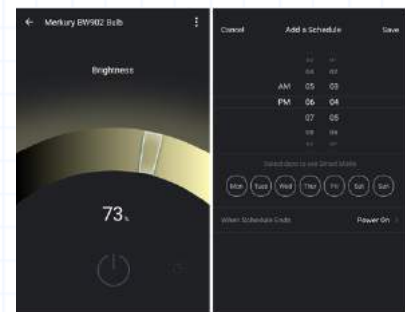 Merkury BW902 Bulb
Brightness
73%
Cancel Add a Schedule Save
AM 05 03
PM 06 04
07 05
Mon Tues Wed Thur Fri Sat Sun
When Schedule Ends Power On